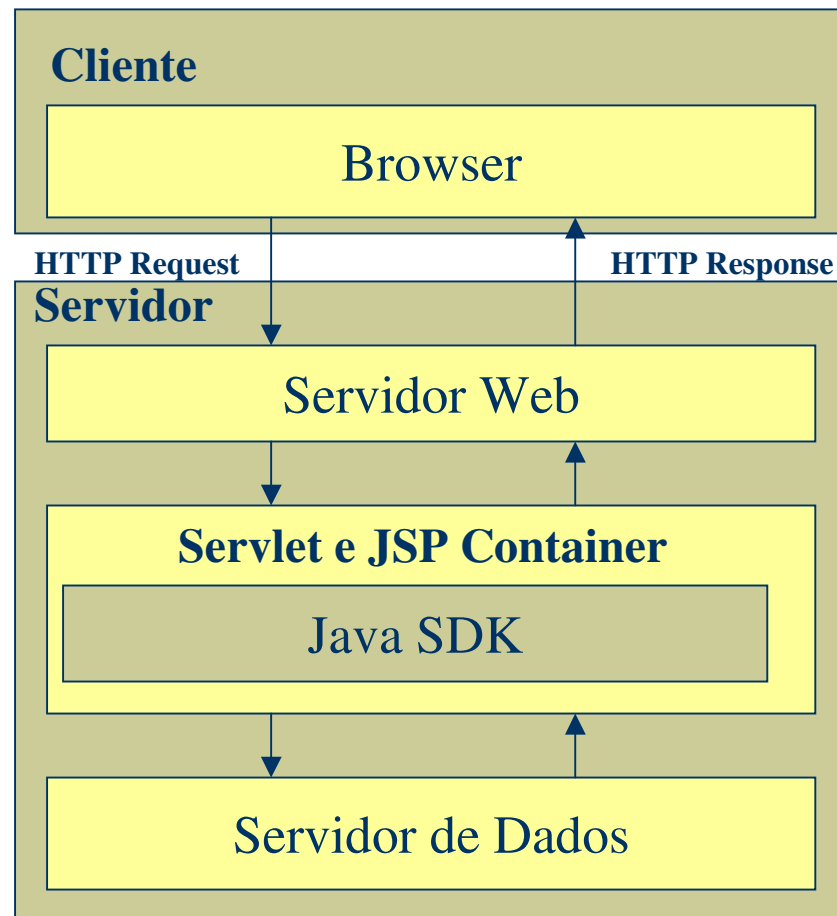 Cliente
Browser
HTTP Request
HTTP Response
Servidor
Servidor Web
Servlet e JSP Container
Java SDK
Servidor de Dados